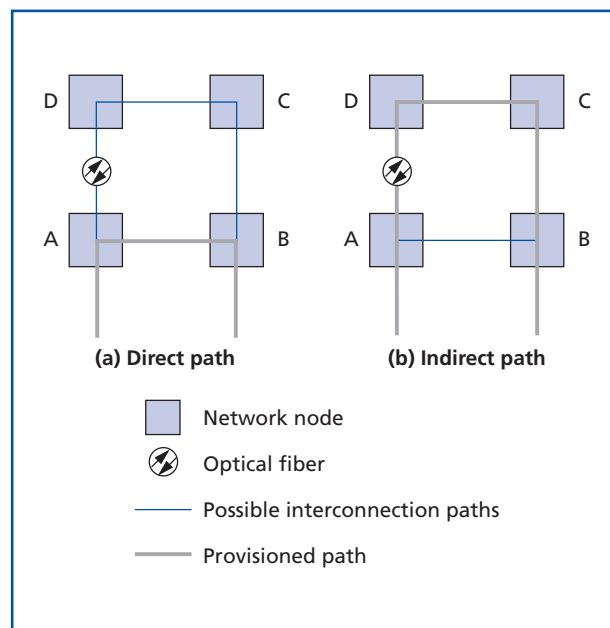 D C D C
A B A B
(a) Direct path (b) Indirect path
Network node
Optical fiber
Possible interconnection paths
Provisioned path